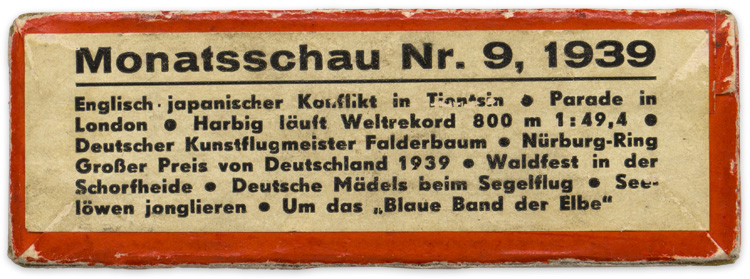 Monatsschau Nr. 9, 1939
Englisch-japanischer Konflikt in Tientsin • Parade in
London • Harbig läuft Weltrekord 800 m 1:49,4 •
Deutscher Kunstflugmeister Falderbaum • Nürburg-Ring
Großer Preis von Deutschland 1939 • Waldfest in der
Schorfheide • Deutsche Mädels beim Segelflug • See-
löwen jonglieren • Um das „Blaue Band der Elbe“